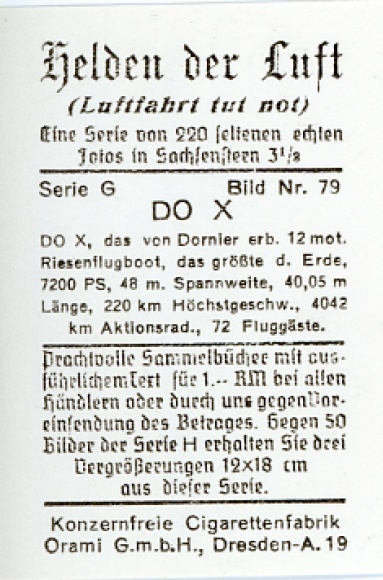 Helden der Luft
(Luftfahrt tut not)
Eine Serie von 220 seltenen echten
Fotos in Sachsenstern 3¹/₃
Serie G Bild Nr. 79
DO X
DO X, das von Dornier erb. 12 mot.
Riesenflugboot, das größte d. Erde,
7200 PS, 48 m. Spannweite, 40,05 m
Länge, 220 km Höchstgeschw., 4042
km Aktionsrad., 72 Fluggäste.
Prachtvolle Sammelbücher mit aus-
führlichem Text für 1.-- RM bei allen
Händlern oder durch uns gegen Vor-
einsendung des Betrages. Gegen 50
Bilder der Serie H erhalten Sie drei
Vergrößerungen 12x18 cm
aus dieser Serie.
Konzernfreie Cigarettenfabrik
Orami G.m.b.H., Dresden-A. 19